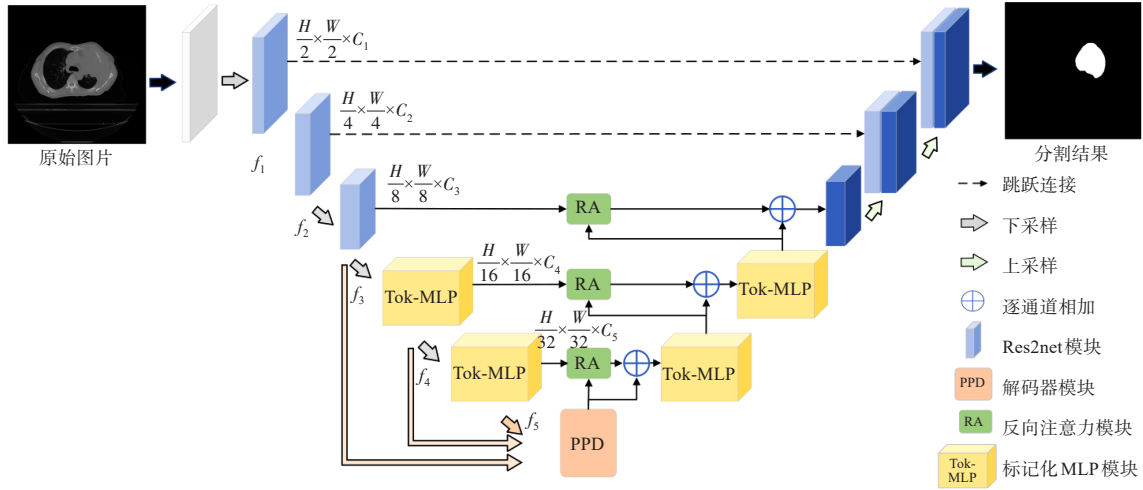 H/2×W/2×C₁
原始图片
f₁
H/4×W/4×C₂
f₂
H/8×W/8×C₃
RA
f₃
Tok-MLP
H/16×W/16×C₄
RA
Tok-MLP
f₄
Tok-MLP
H/32×W/32×C₅
RA
Tok-MLP
f₅
PPD
分割结果
跳跃连接
下采样
上采样
逐通道相加
Res2net模块
PPD 解码器模块
RA 反向注意力模块
Tok-
MLP
标记化MLP模块